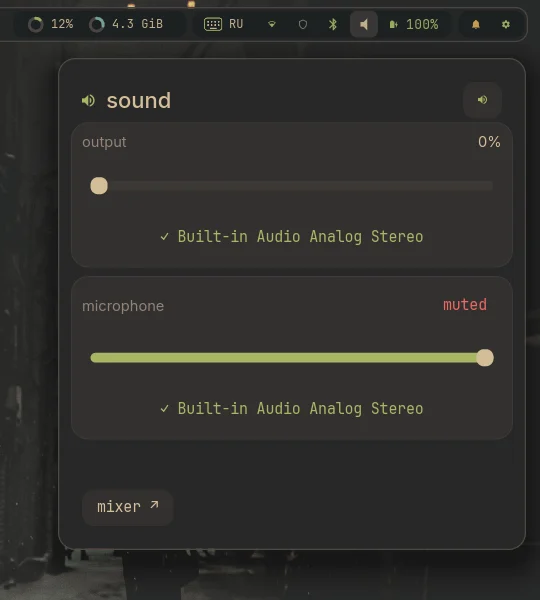 12% 4.3 GiB RU 100%
sound
output 0%
✓ Built-in Audio Analog Stereo
microphone muted
✓ Built-in Audio Analog Stereo
mixer ↗